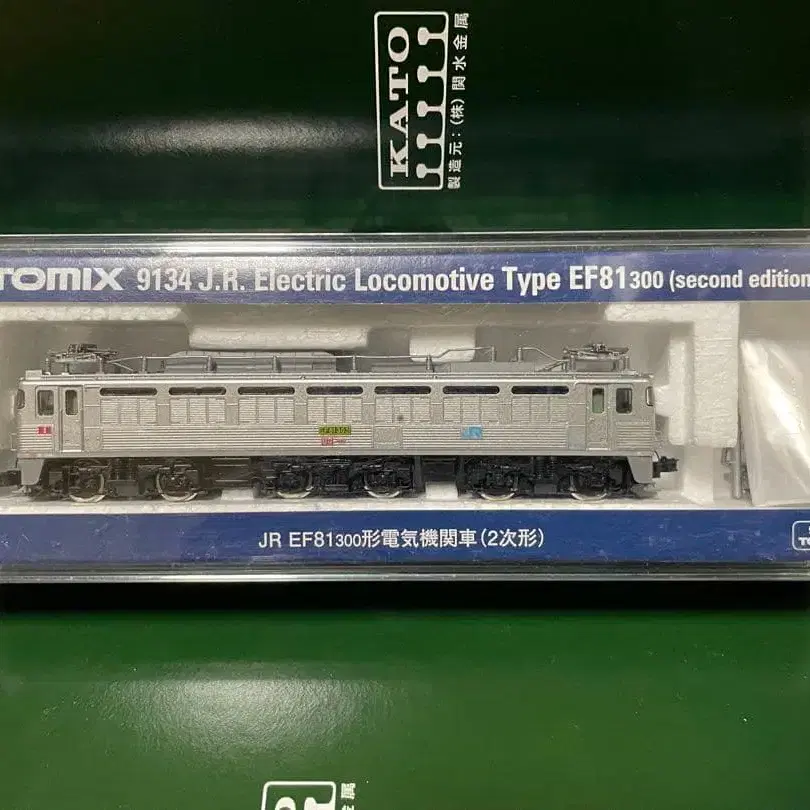 KATO
製造元:(株)関水金属
TOMIX 9134 J.R. Electric Locomotive Type EF81300 (second edition
JR
JR EF81300形電気機関車(2次形)